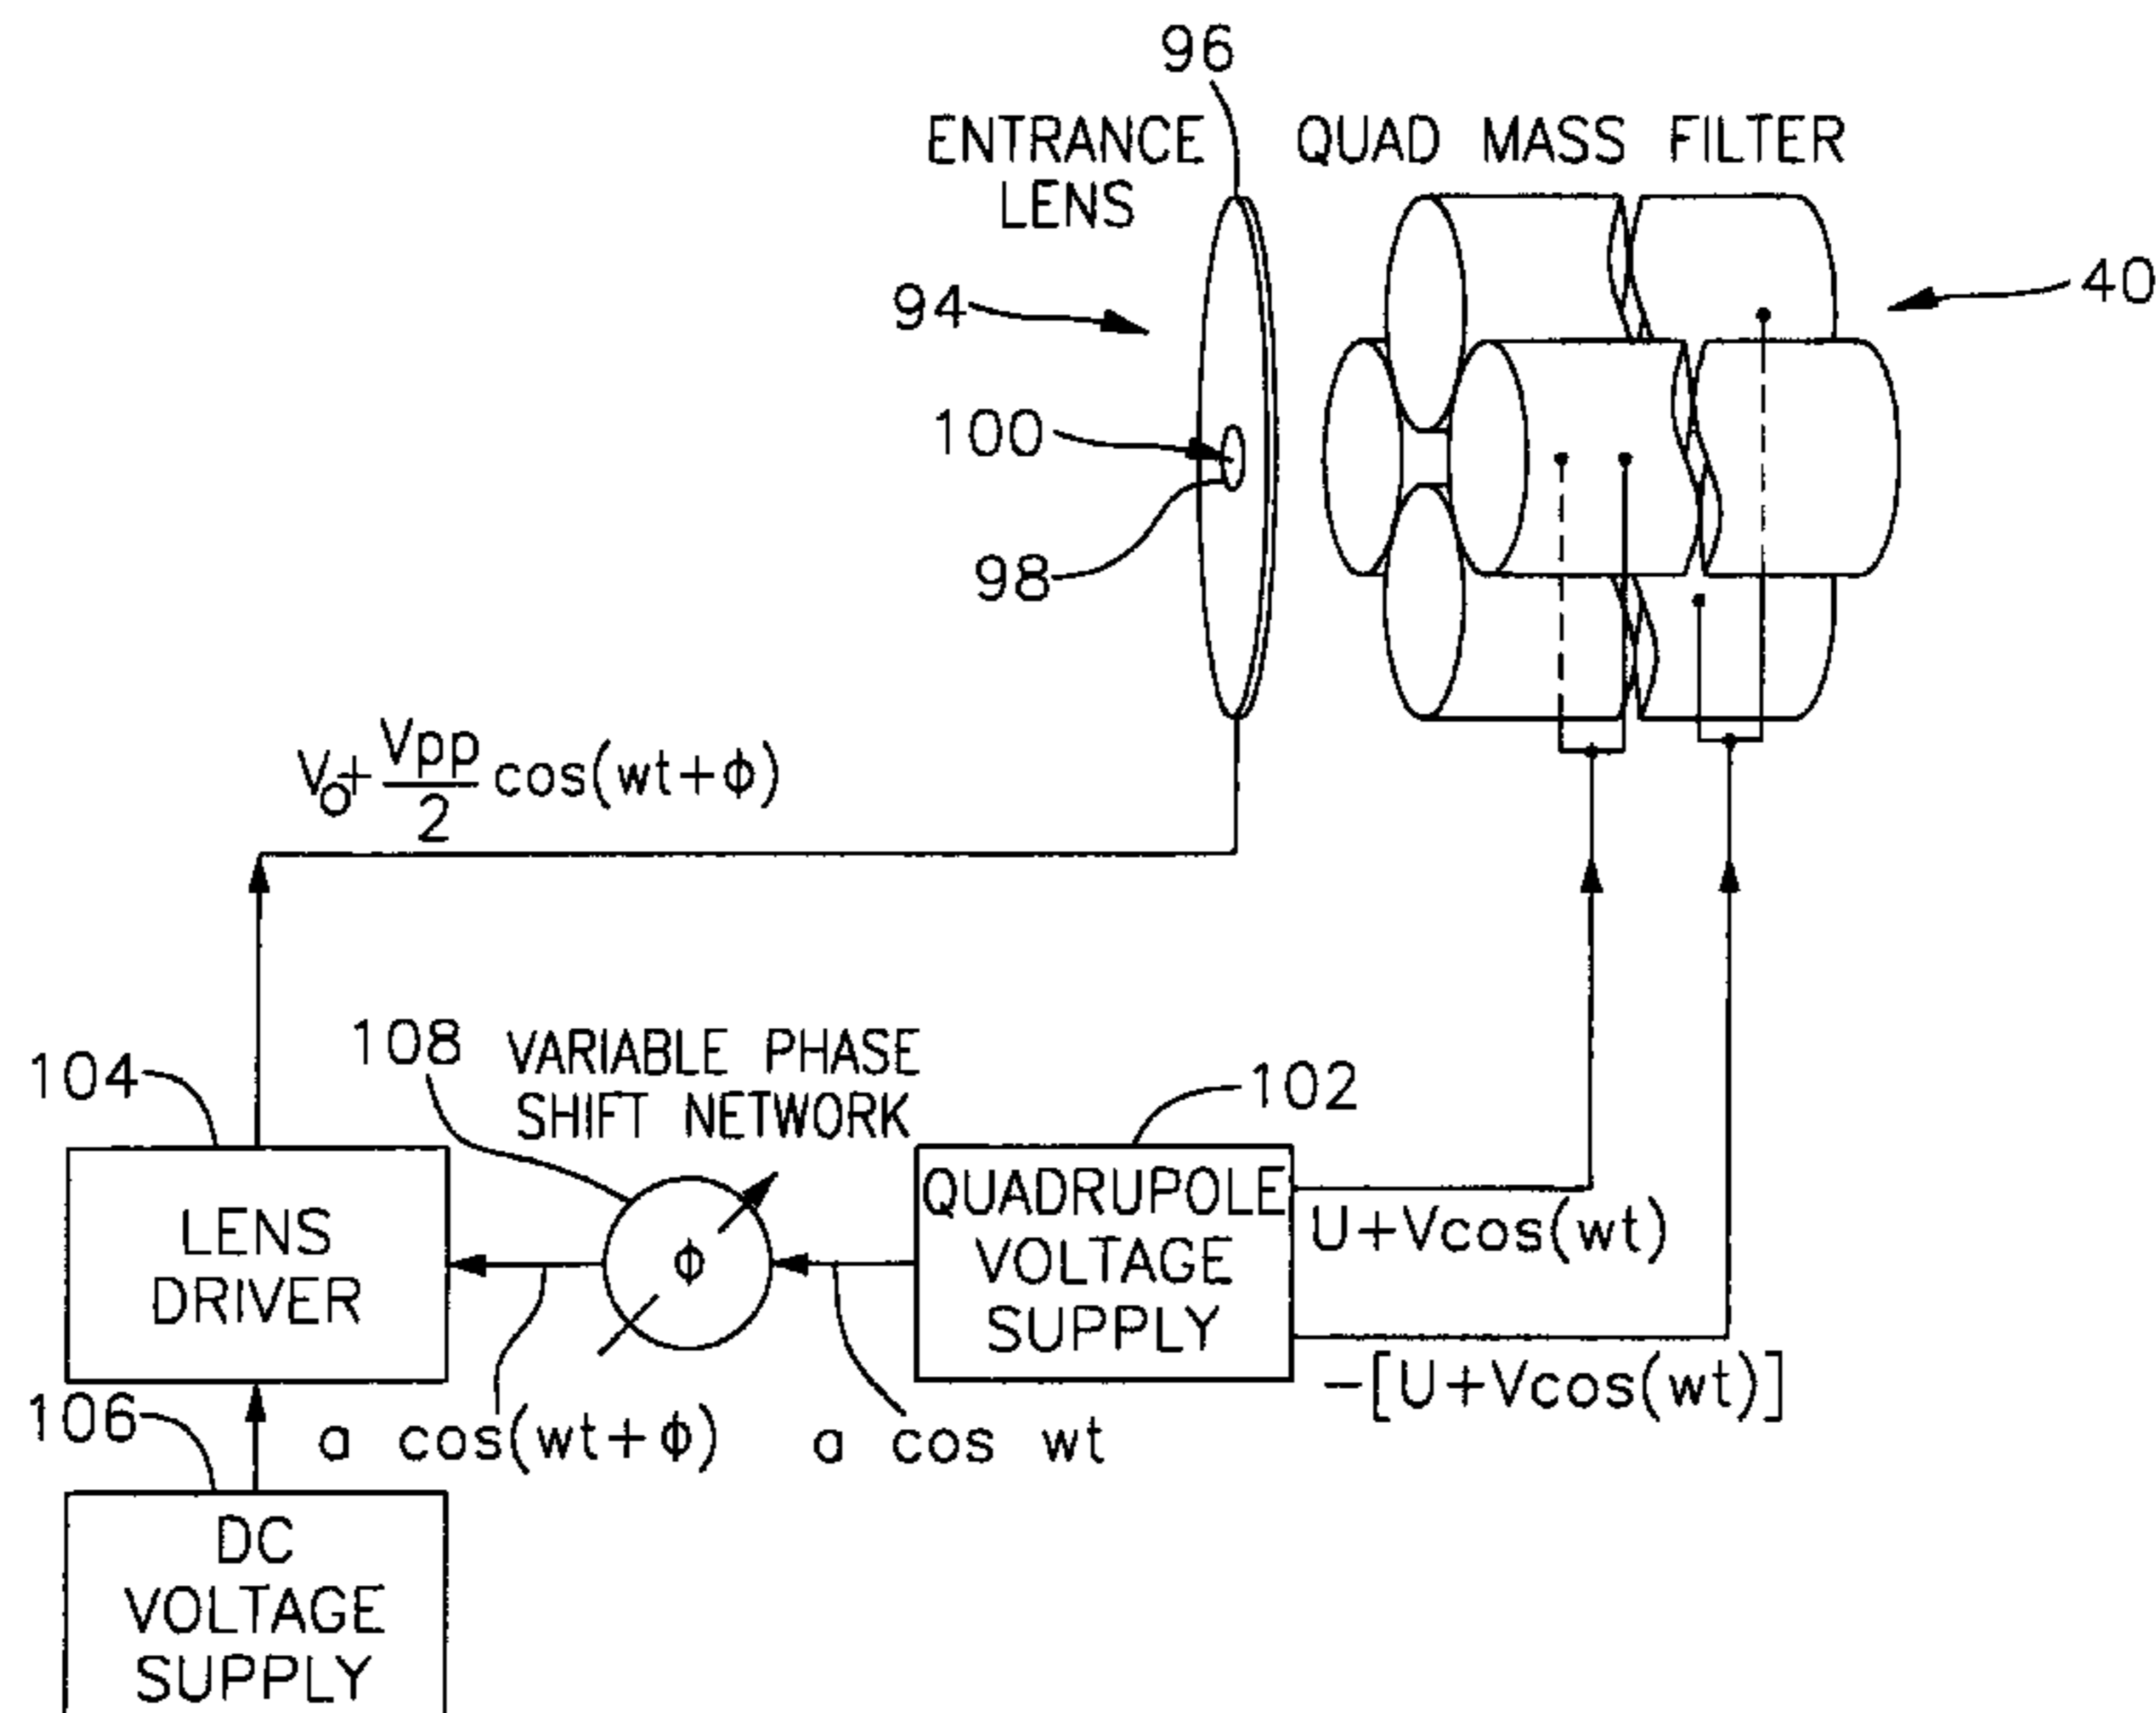 96
ENTRANCE
LENS
QUAD MASS FILTER
94
40
100
98
Vo+ Vpp/2 cos(wt+ϕ)
108
VARIABLE PHASE
SHIFT NETWORK
104
102
LENS
DRIVER
ϕ
QUADRUPOLE
VOLTAGE
SUPPLY
U+Vcos(wt)
-[U+Vcos(wt)]
106
a cos(wt+ϕ)
a cos wt
DC
VOLTAGE
SUPPLY